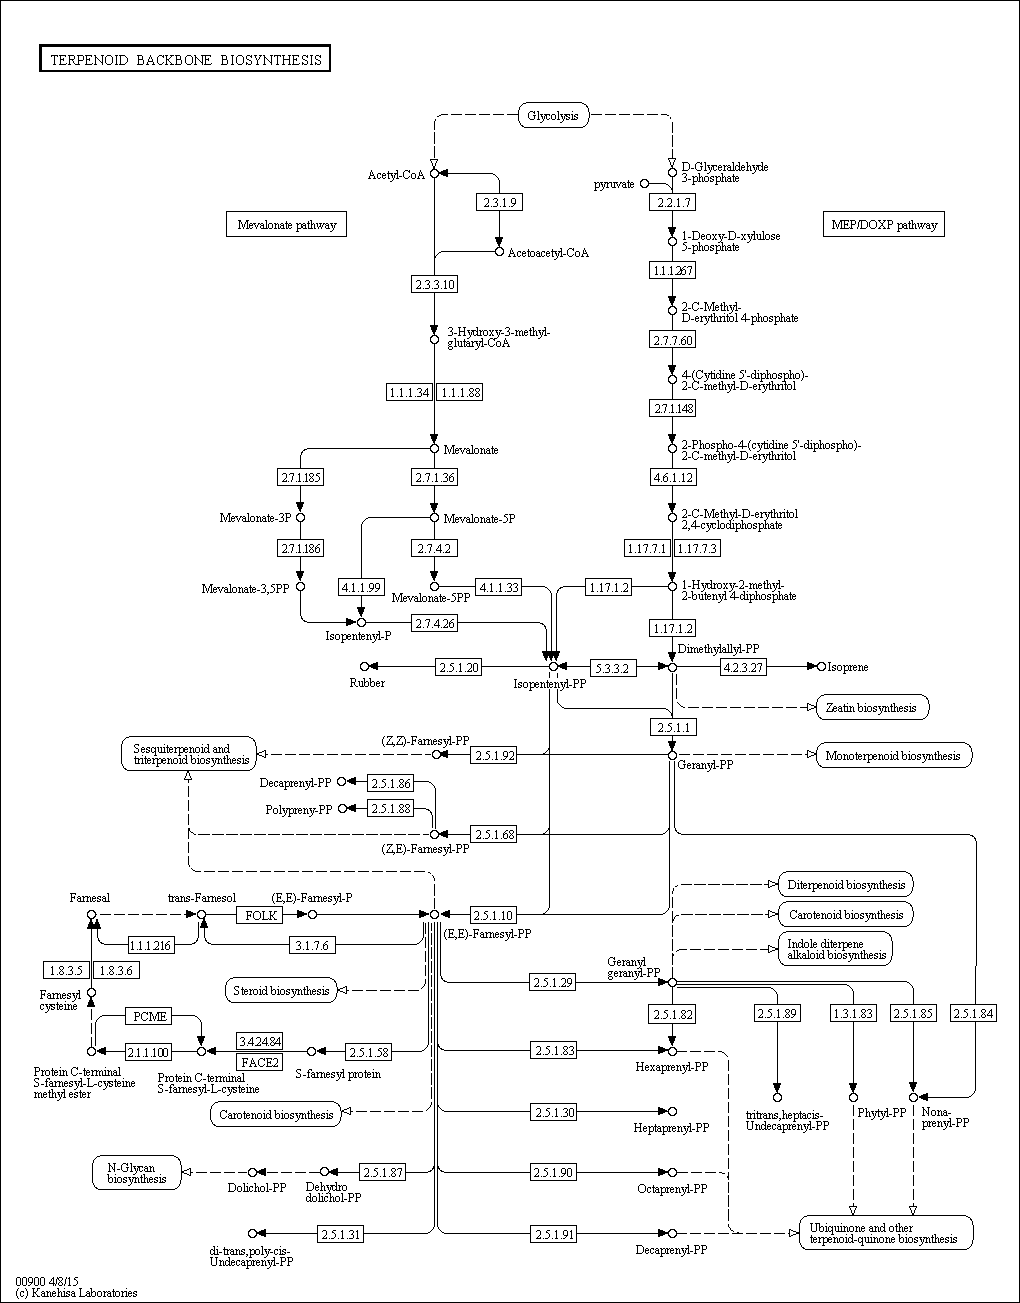 TERPENOID BACKBONE BIOSYNTHESIS
Glycolysis
Acetyl-CoA
D-Glyceraldehyde
3-phosphate
pyruvate
2.3.1.9
2.2.1.7
Mevalonate pathway
MEP/DOXP pathway
1-Deoxy-D-xylulose
5-phosphate
Acetoacetyl-CoA
1.1.1.267
2.3.3.10
2-C-Methyl-
D-erythritol 4-phosphate
3-Hydroxy-3-methyl-
glutaryl-CoA
2.7.7.60
4-(Cytidine 5'-diphospho)-
2-C-methyl-D-erythritol
1.1.1.34
1.1.1.88
2.7.1.148
Mevalonate
2-Phospho-4-(cytidine 5'-diphospho)-
2-C-methyl-D-erythritol
2.7.1.185
2.7.1.36
4.6.1.12
Mevalonate-3P
Mevalonate-5P
2-C-Methyl-D-erythritol
2,4-cyclodiphosphate
2.7.1.186
2.7.4.2
1.17.7.1
1.17.7.3
Mevalonate-3,5PP
4.1.1.99
Mevalonate-5PP
4.1.1.33
1.17.1.2
1-Hydroxy-2-methyl-
2-butenyl 4-diphosphate
Isopentenyl-P
2.7.4.26
1.17.1.2
Dimethylallyl-PP
Rubber
2.5.1.20
Isopentenyl-PP
5.3.3.2
4.2.3.27
Isoprene
Zeatin biosynthesis
2.5.1.1
Sesquiterpenoid and
triterpenoid biosynthesis
(Z,Z)-Farnesyl-PP
2.5.1.92
Geranyl-PP
Monoterpenoid biosynthesis
Decaprenyl-PP
2.5.1.86
Polypreny-PP
2.5.1.88
(Z,E)-Farnesyl-PP
2.5.1.68
Diterpenoid biosynthesis
Farnesal
trans-Farnesol
(E,E)-Farnesyl-P
FOLK
2.5.1.10
Carotenoid biosynthesis
(E,E)-Farnesyl-PP
1.1.1.216
3.1.7.6
Indole diterpene
alkaloid biosynthesis
1.8.3.5
1.8.3.6
Geranyl
geranyl-PP
Farnesyl
cysteine
Steroid biosynthesis
2.5.1.29
PCME
2.5.1.82
2.5.1.89
1.3.1.83
2.5.1.85
2.5.1.84
3.4.24.84
2.1.1.100
FACE2
2.5.1.58
2.5.1.83
Protein C-terminal
S-farnesyl-L-cysteine
methyl ester
Protein C-terminal
S-farnesyl-L-cysteine
S-farnesyl protein
Hexaprenyl-PP
Carotenoid biosynthesis
2.5.1.30
Heptaprenyl-PP
tritrans,heptacis-
Undecaprenyl-PP
Phytyl-PP
Nona-
prenyl-PP
N-Glycan
biosynthesis
Dolichol-PP
Dehydro
dolichol-PP
2.5.1.87
2.5.1.90
Octaprenyl-PP
di-trans,poly-cis-
Undecaprenyl-PP
2.5.1.31
2.5.1.91
Decaprenyl-PP
Ubiquinone and other
terpenoid-quinone biosynthesis
00900 4/8/15
(c) Kanehisa Laboratories